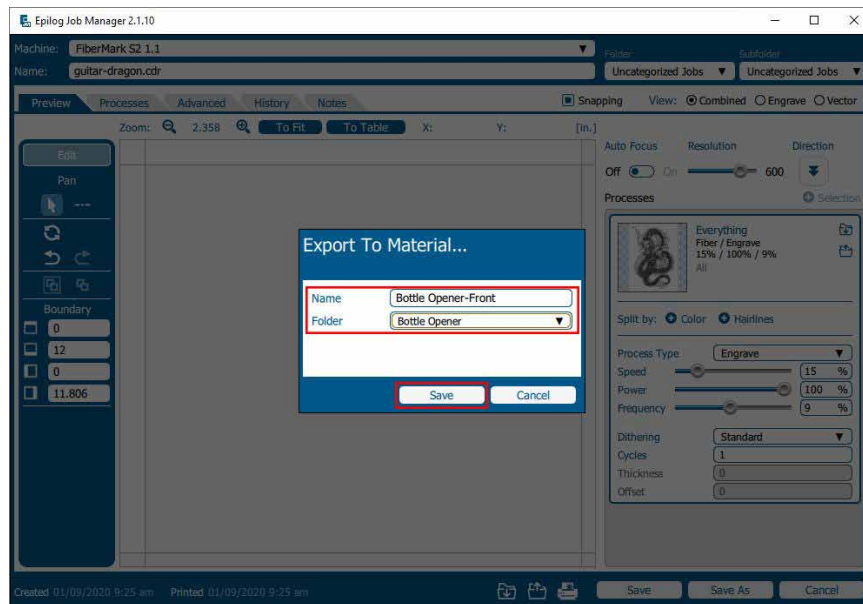 Epilog Job Manager 2.1.10
Machine: FiberMark S2 1.1
Folder Subfolder
Name: guitar-dragon.cdr
Uncategorized Jobs Uncategorized Jobs
Preview Processes Advanced History Notes
Snapping View: Combined Engrave Vector
Zoom: 2.358 To Fit To Table X: Y: [in.]
Edit
Pan
Boundary
0
12
0
11.806
Export To Material...
Name Bottle Opener-Front
Folder Bottle Opener
Save Cancel
Auto Focus Resolution Direction
Off On 600
Processes Selection
Everything
Fiber / Engrave
15% / 100% / 9%
All
Split by: Color Hairlines
Process Type Engrave
Speed 15 %
Power 100 %
Frequency 9 %
Dithering Standard
Cycles 1
Thickness 0
Offset 0
Created 01/09/2020 9:25 am Printed 01/09/2020 9:25 am
Save Save As Cancel